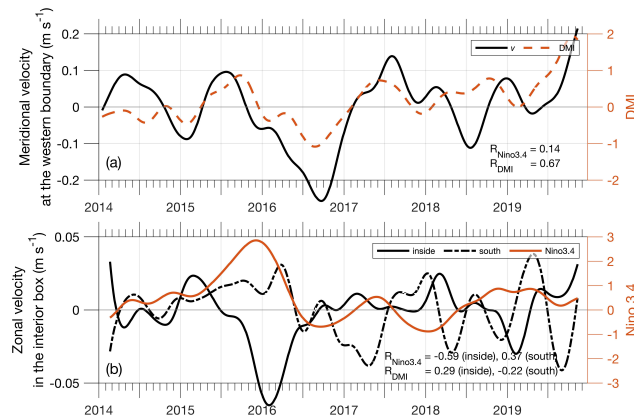 0.2
0.1
0
-0.1
-0.2
Meridional velocity
at the western boundary (m s⁻¹)
v DMI
2
1
0
-1
-2
DMI
(a)
R_Nino3.4 = 0.14
R_DMI = 0.67
2014 2015 2016 2017 2018 2019
0.05
0
-0.05
Zonal velocity
in the interior box (m s⁻¹)
inside south Nino3.4
3
2
1
0
-1
-2
-3
Nino 3.4
(b)
R_Nino3.4 = -0.59 (inside), 0.37 (south)
R_DMI = 0.29 (inside), -0.22 (south)
2014 2015 2016 2017 2018 2019